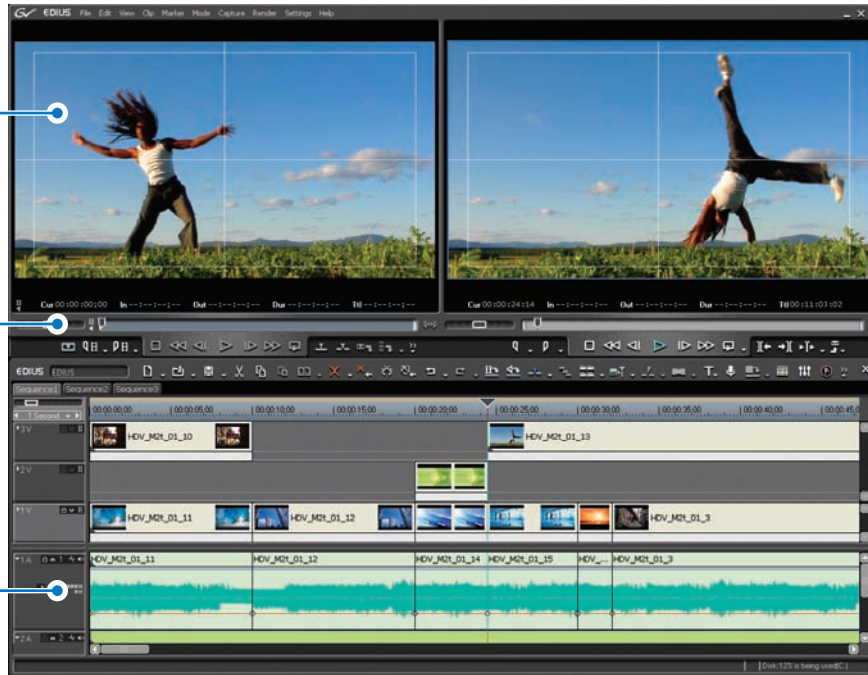 GV EDIUS File Edit View Clip Marker Mode Capture Render Settings Help
Cur 00:00:00;00 In --:--:--:-- Out --:--:--:-- Dur --:--:--:-- Ttl --:--:--:--
Cur 00:00:24:14 In --:--:--:-- Out --:--:--:-- Dur --:--:--:-- Ttl 00:11:03:02
EDIUS EDIUS
Sequence1 Sequence2 Sequence3
1 Second
00:00:00;00 00:00:05;00 00:00:10;00 00:00:15;00 00:00:20;00 00:00:25;00 00:00:30;00 00:00:35;00 00:00:40;00 00:00:45;0
3V HDV_M2t_01_10 HDV_M2t_01_13
2V
1V HDV_M2t_01_11 HDV_M2t_01_12 HDV_M2t_01_3
1A 1 HDV_M2t_01_11 HDV_M2t_01_12 HDV_M2t_01_14 HDV_M2t_01_15 HDV_... HDV_M2t_01_3
2A 2
Disk:12% is being used(C)